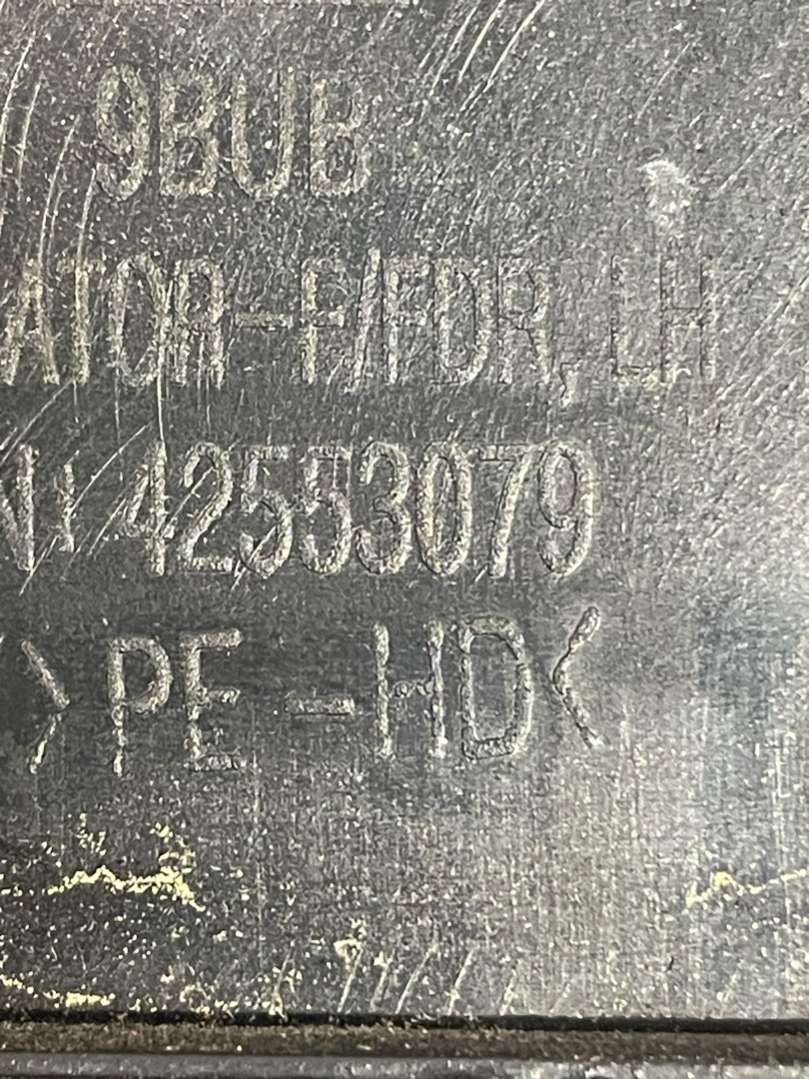 9BUB
ATOR-F/FDR, LH
N: 42553079
>PE-HD<